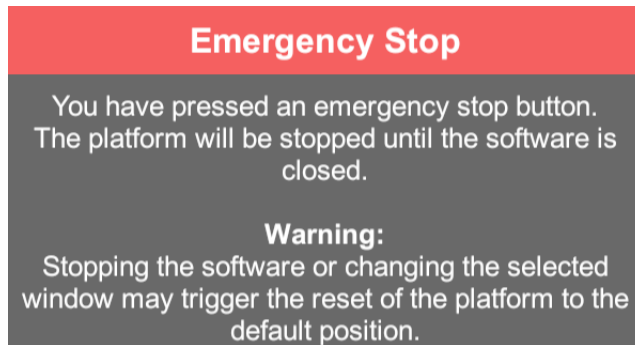 Emergency Stop
You have pressed an emergency stop button.
The platform will be stopped until the software is
closed.
Warning:
Stopping the software or changing the selected
window may trigger the reset of the platform to the
default position.